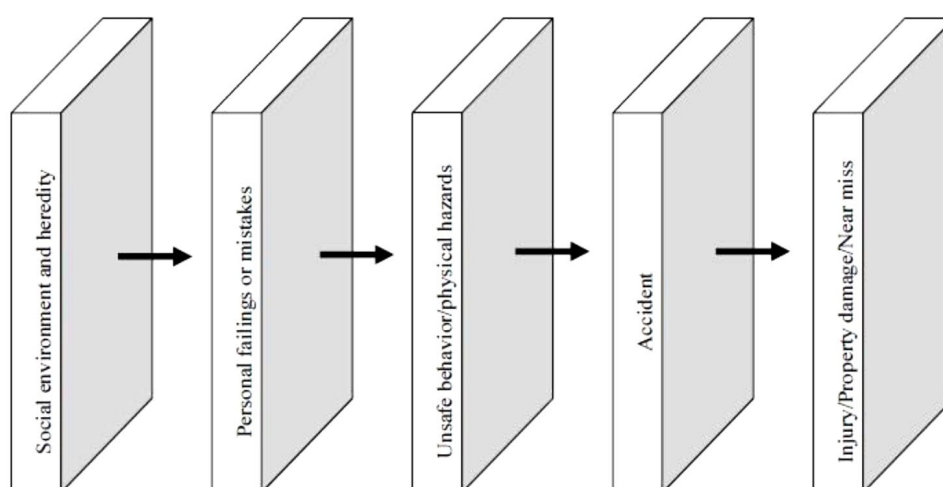 Social environment and heredity
Personal failings or mistakes
Unsafe behavior/physical hazards
Accident
Injury/Property damage/Near miss